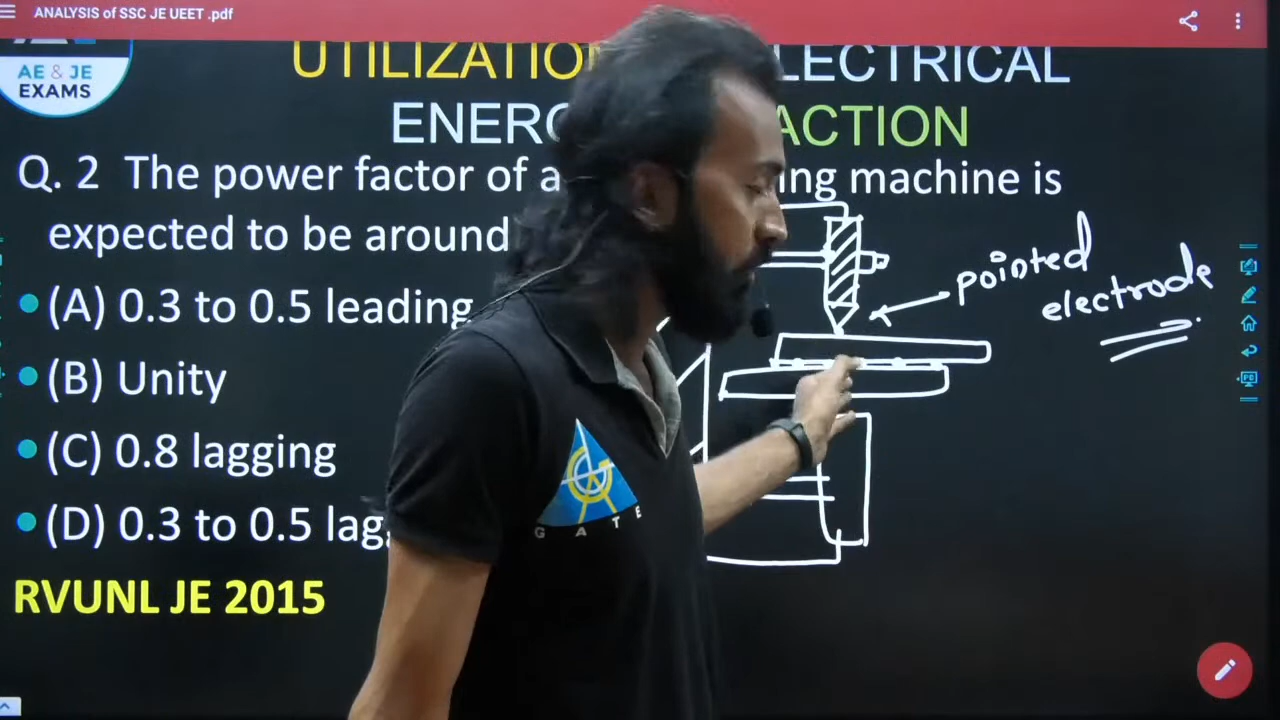 ANALYSIS of SSC JE UEET .pdf
AE & JE
EXAMS
UTILIZATIO LECTRICAL
ENERG ACTION
Q. 2 The power factor of a ing machine is
expected to be around
(A) 0.3 to 0.5 leading
(B) Unity
(C) 0.8 lagging
(D) 0.3 to 0.5 lag
RVUNL JE 2015
pointed
electrode
GATE